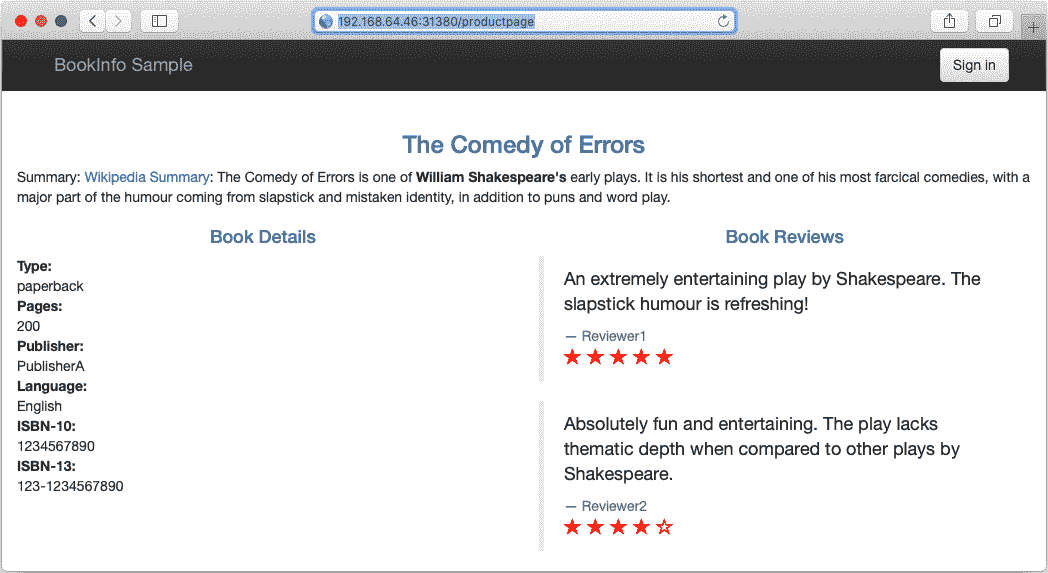 192.168.64.46:31380/productpage
BookInfo Sample
Sign in
The Comedy of Errors
Summary: Wikipedia Summary: The Comedy of Errors is one of William Shakespeare's early plays. It is his shortest and one of his most farcical comedies, with a
major part of the humour coming from slapstick and mistaken identity, in addition to puns and word play.
Book Details
Type:
paperback
Pages:
200
Publisher:
PublisherA
Language:
English
ISBN-10:
1234567890
ISBN-13:
123-1234567890
Book Reviews
An extremely entertaining play by Shakespeare. The
slapstick humour is refreshing!
— Reviewer1
Absolutely fun and entertaining. The play lacks
thematic depth when compared to other plays by
Shakespeare.
— Reviewer2